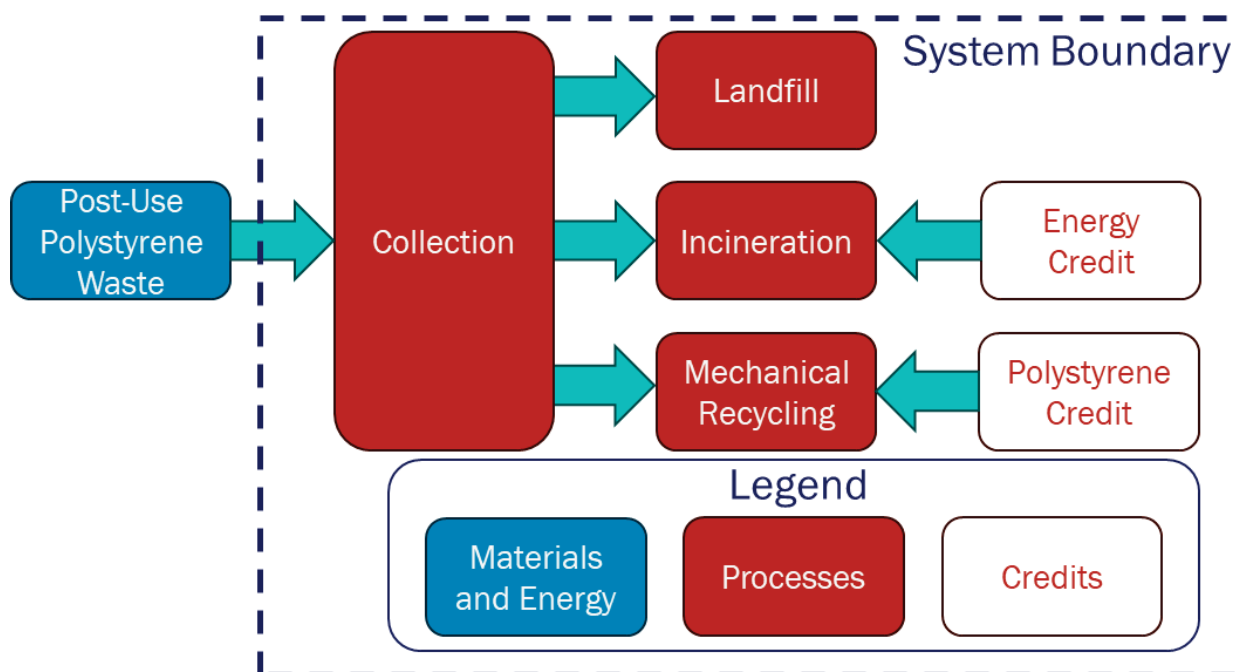 System Boundary
Landfill
Post-Use
Polystyrene
Waste
Collection
Incineration
Energy
Credit
Mechanical
Recycling
Polystyrene
Credit
Legend
Materials
and Energy
Processes
Credits